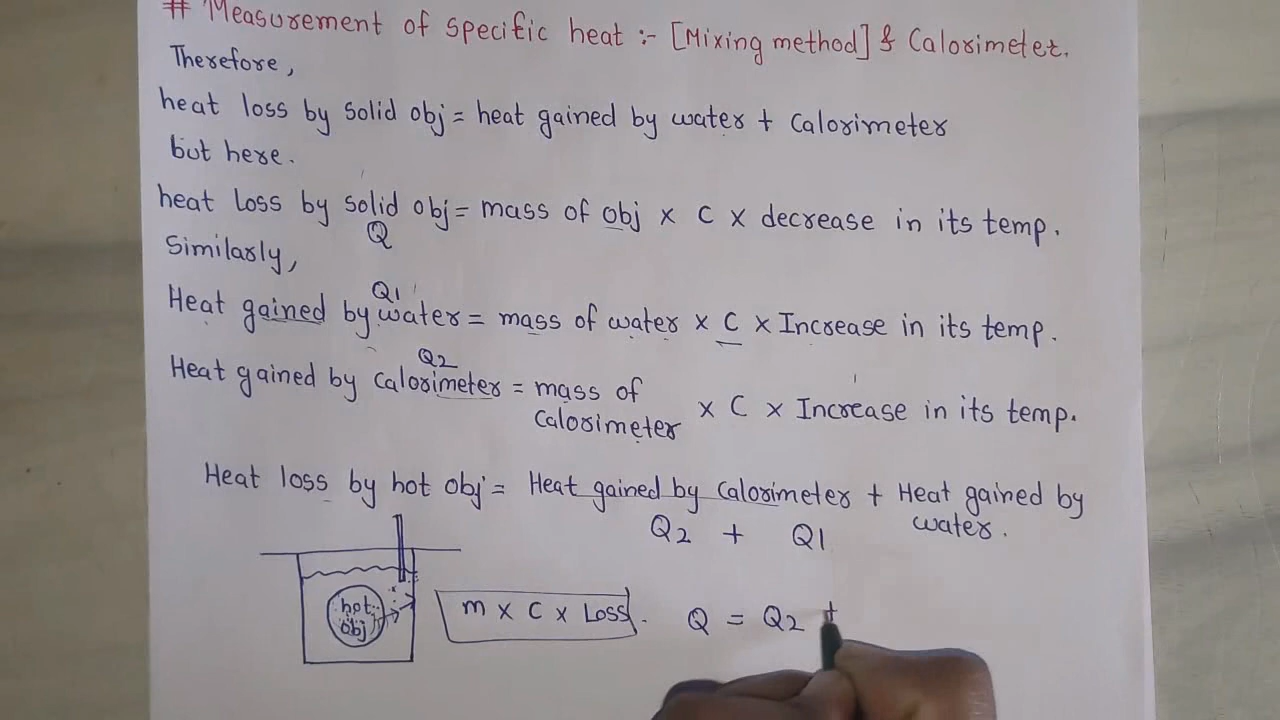 # Measurement of specific heat :- [Mixing method] & Calorimeter.
Therefore,
heat loss by solid obj = heat gained by water + Calorimeter
but here.
heat loss by solid obj = mass of obj x C x decrease in its temp.
Q
Similarly,
Q1
Heat gained by water = mass of water x C x Increase in its temp.
Q2
Heat gained by Calorimeter = mass of Calorimeter x C x Increase in its temp.
Heat loss by hot obj = Heat gained by Calorimeter + Heat gained by
water.
Q2 + Q1
hot
obj
m x C x Loss.
Q = Q2 +